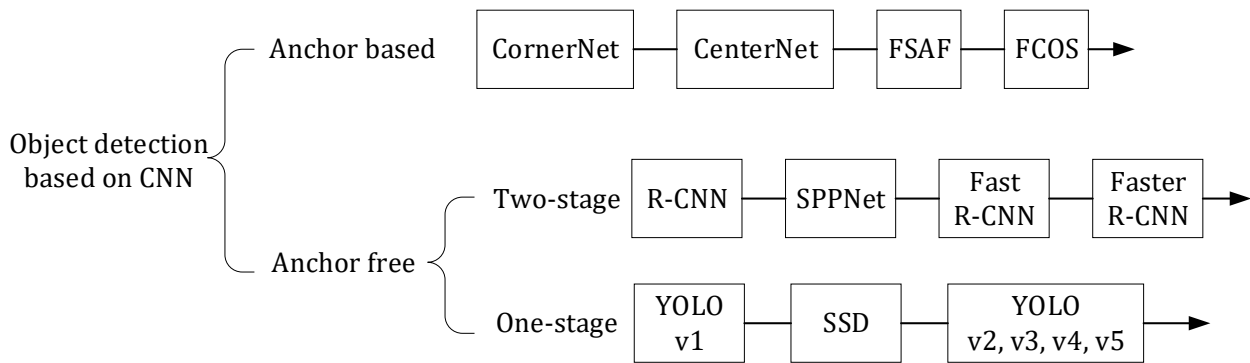 Anchor based
CornerNet
CenterNet
FSAF
FCOS
Object detection
based on CNN
Two-stage
R-CNN
SPPNet
Fast
R-CNN
Faster
R-CNN
Anchor free
One-stage
YOLO
v1
SSD
YOLO
v2, v3, v4, v5